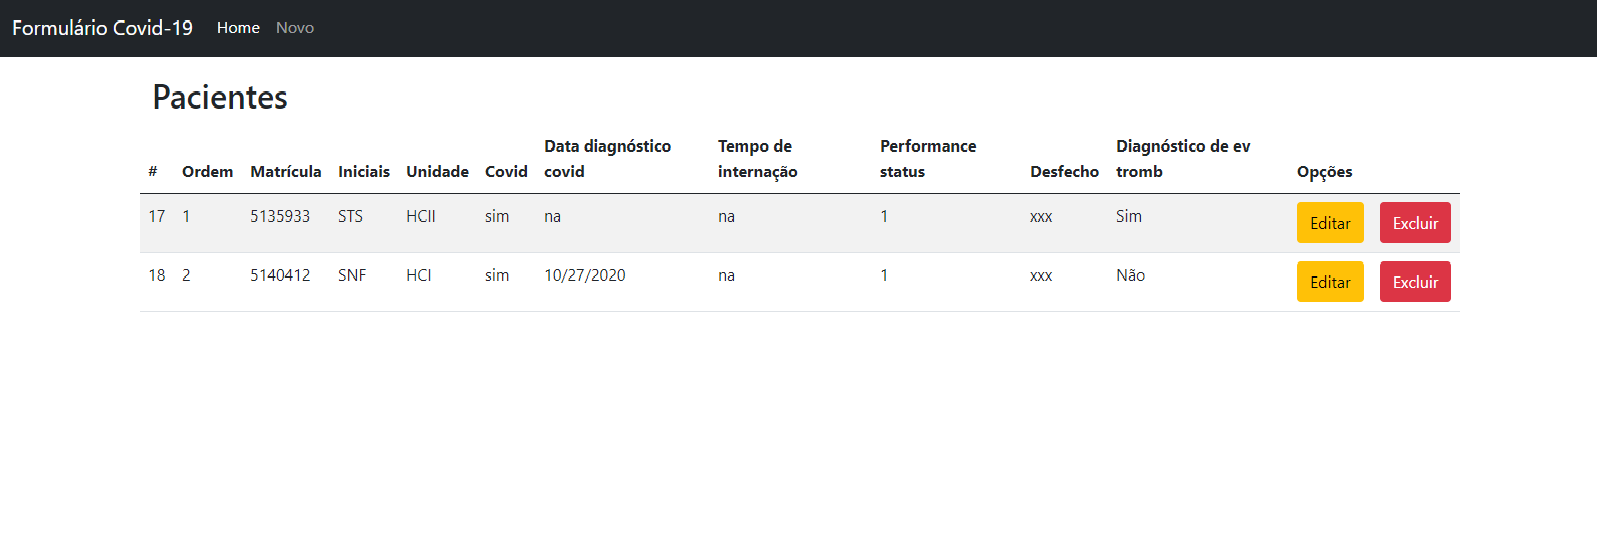 Formulário Covid-19 Home Novo
Pacientes
# Ordem Matrícula Iniciais Unidade Covid Data diagnóstico covid Tempo de internação Performance status Desfecho Diagnóstico de ev tromb Opções
17 1 5135933 STS HCII sim na na 1 xxx Sim Editar Excluir
18 2 5140412 SNF HCI sim 10/27/2020 na 1 xxx Não Editar Excluir